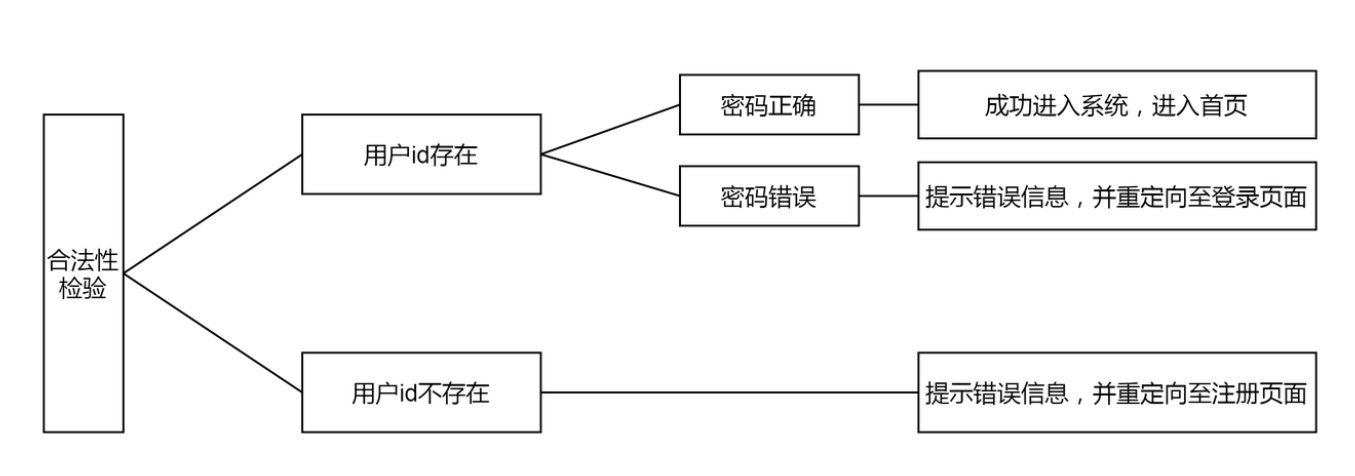 合法性
检验
用户id存在
密码正确
成功进入系统，进入首页
密码错误
提示错误信息，并重定向至登录页面
用户id不存在
提示错误信息，并重定向至注册页面